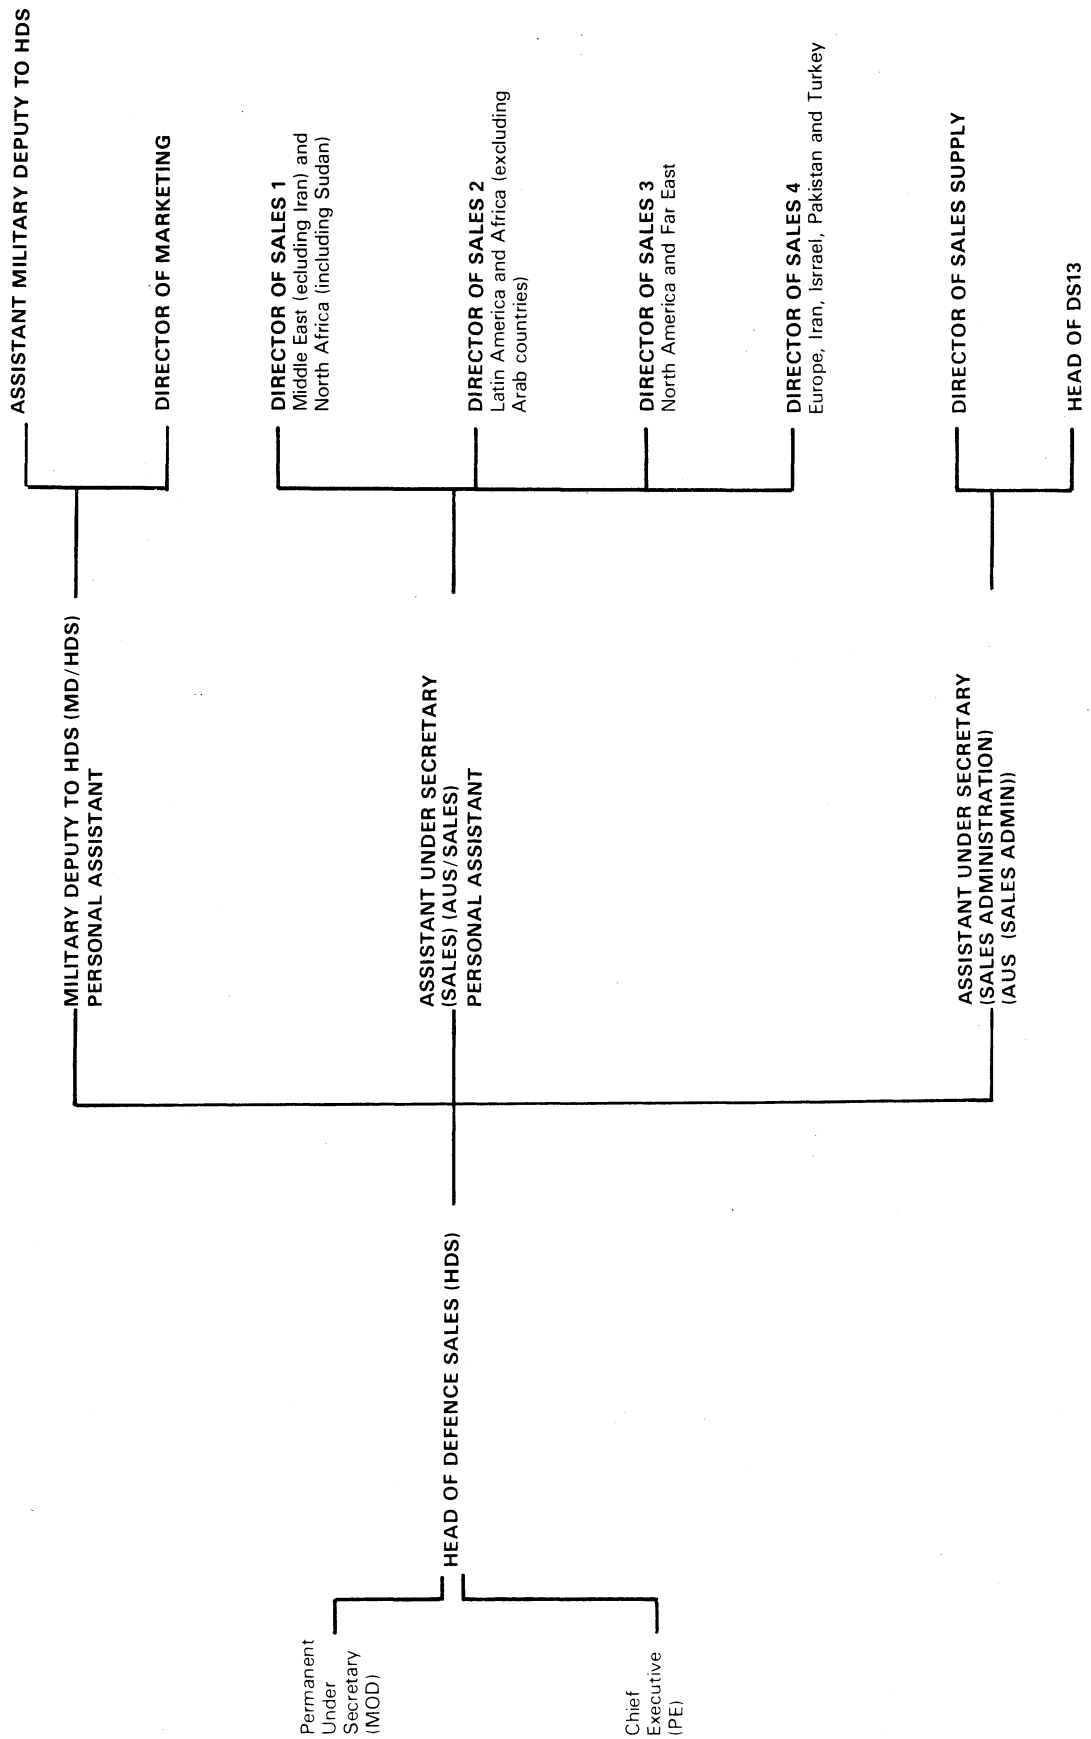 Permanent
Under
Secretary
(MOD)
Chief
Executive
(PE)
HEAD OF DEFENCE SALES (HDS)
MILITARY DEPUTY TO HDS (MD/HDS)
PERSONAL ASSISTANT
ASSISTANT UNDER SECRETARY
(SALES) (AUS/SALES)
PERSONAL ASSISTANT
ASSISTANT UNDER SECRETARY
(SALES ADMINISTRATION)
(AUS (SALES ADMIN))
ASSISTANT MILITARY DEPUTY TO HDS
DIRECTOR OF MARKETING
DIRECTOR OF SALES 1
Middle East (ecluding Iran) and
North Africa (including Sudan)
DIRECTOR OF SALES 2
Latin America and Africa (excluding
Arab countries)
DIRECTOR OF SALES 3
North America and Far East
DIRECTOR OF SALES 4
Europe, Iran, Isrrael, Pakistan and Turkey
DIRECTOR OF SALES SUPPLY
HEAD OF DS13